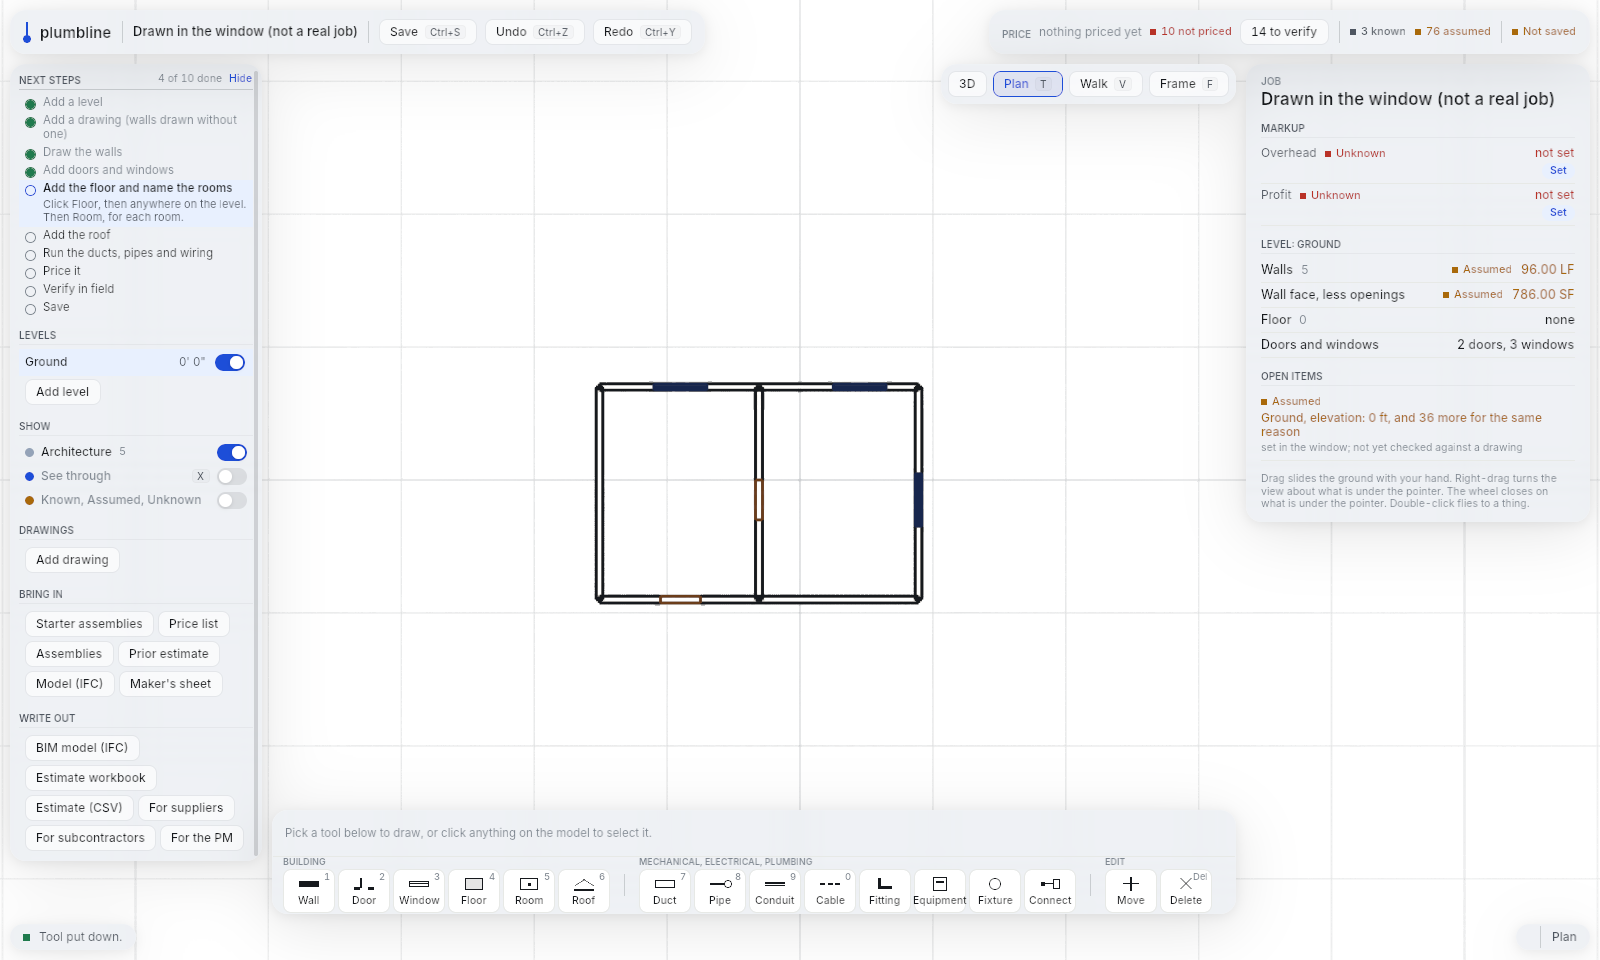 plumbline
Drawn in the window (not a real job)
Save Ctrl+S
Undo Ctrl+Z
Redo Ctrl+Y
PRICE nothing priced yet 10 not priced 14 to verify 3 known 76 assumed Not saved
3D
Plan T
Walk V
Frame F
NEXT STEPS 4 of 10 done Hide
Add a level
Add a drawing (walls drawn without
one)
Draw the walls
Add doors and windows
Add the floor and name the rooms
Click Floor, then anywhere on the level.
Then Room, for each room.
Add the roof
Run the ducts, pipes and wiring
Price it
Verify in field
Save
LEVELS
Ground 0' 0"
Add level
SHOW
Architecture 5
See through X
Known, Assumed, Unknown
DRAWINGS
Add drawing
BRING IN
Starter assemblies Price list
Assemblies Prior estimate
Model (IFC) Maker's sheet
WRITE OUT
BIM model (IFC)
Estimate workbook
Estimate (CSV) For suppliers
For subcontractors For the PM
Tool put down.
JOB
Drawn in the window (not a real job)
MARKUP
Overhead Unknown not set
Set
Profit Unknown not set
Set
LEVEL: GROUND
Walls 5 Assumed 96.00 LF
Wall face, less openings Assumed 786.00 SF
Floor 0 none
Doors and windows 2 doors, 3 windows
OPEN ITEMS
Assumed
Ground, elevation: 0 ft, and 36 more for the same
reason
set in the window; not yet checked against a drawing
Drag slides the ground with your hand. Right-drag turns the
view about what is under the pointer. The wheel closes on
what is under the pointer. Double-click flies to a thing.
Pick a tool below to draw, or click anything on the model to select it.
BUILDING
Wall 1
Door 2
Window 3
Floor 4
Room 5
Roof 6
MECHANICAL, ELECTRICAL, PLUMBING
Duct 7
Pipe 8
Conduit 9
Cable 0
Fitting
Equipment
Fixture
Connect
EDIT
Move
Delete Del
Plan